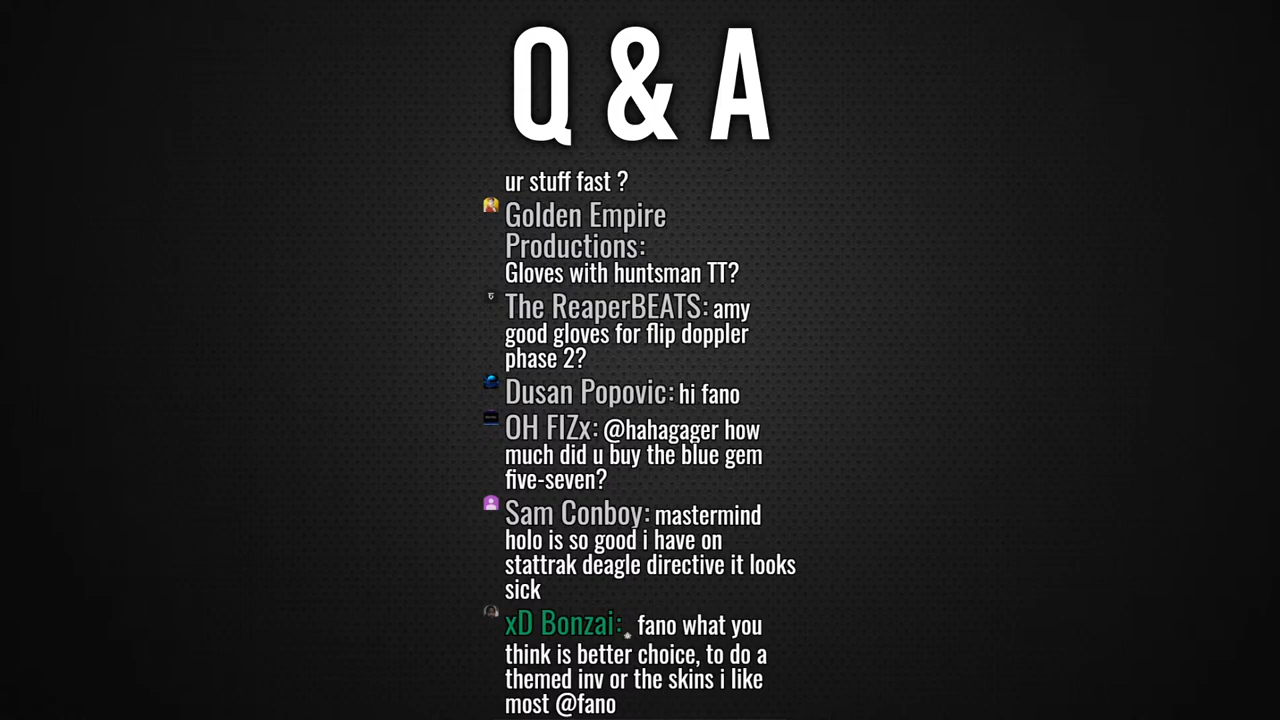 Q & A
ur stuff fast ?
Golden Empire
Productions:
Gloves with huntsman TT?
The ReaperBEATS: amy
good gloves for flip doppler
phase 2?
Dusan Popovic: hi fano
OH FIZx: @hahagager how
much did u buy the blue gem
five-seven?
Sam Conboy: mastermind
holo is so good i have on
stattrak deagle directive it looks
sick
xD Bonzai: fano what you
think is better choice, to do a
themed inv or the skins i like
most @fano